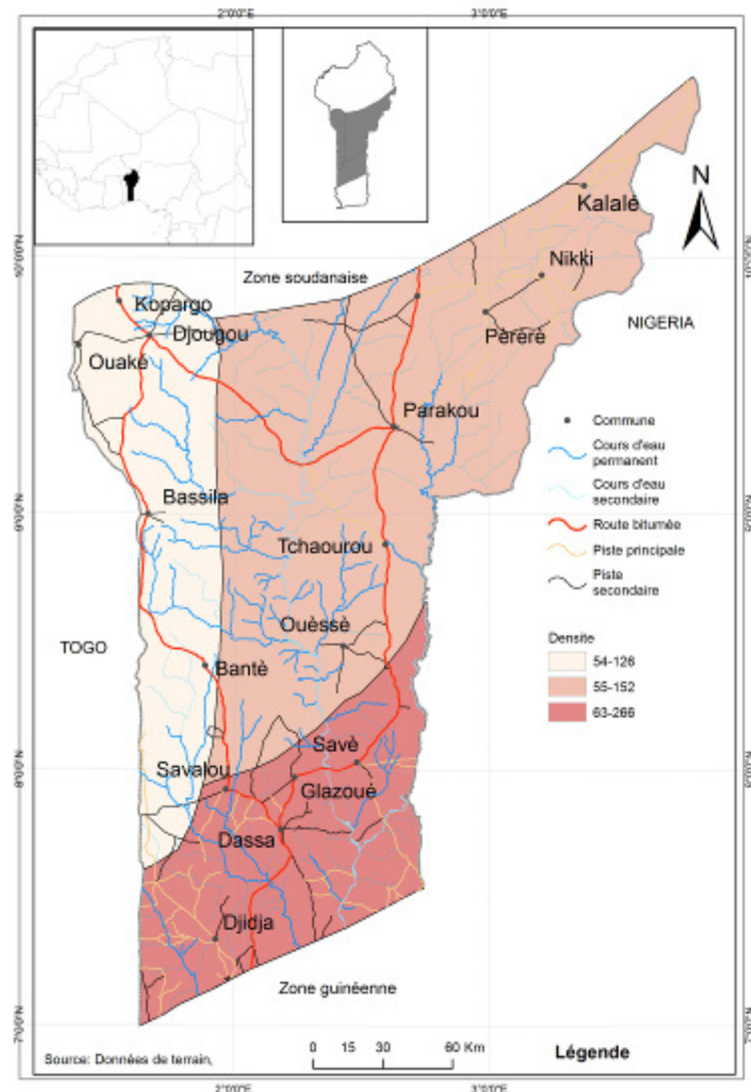 2°0'0"E
3°0'0"E
N
Kalalé
Zone soudanaise
Nikki
Kopargo
Djougou
Pèrèrè
NIGERIA
Ouaké
Parakou
Commune
Cours d'eau
permanent
Cours d'eau
secondaire
Bassila
Route bitumée
Tchaourou
Piste principale
Piste
secondaire
Ouèssè
TOGO
Bantè
Densite
54-126
55-152
63-266
Savè
Savalou
Glazoué
Dassa
Djidja
Zone guinéenne
Légende
Source: Données de terrain,
0 15 30 60 Km
2°0'0"E
3°0'0"E